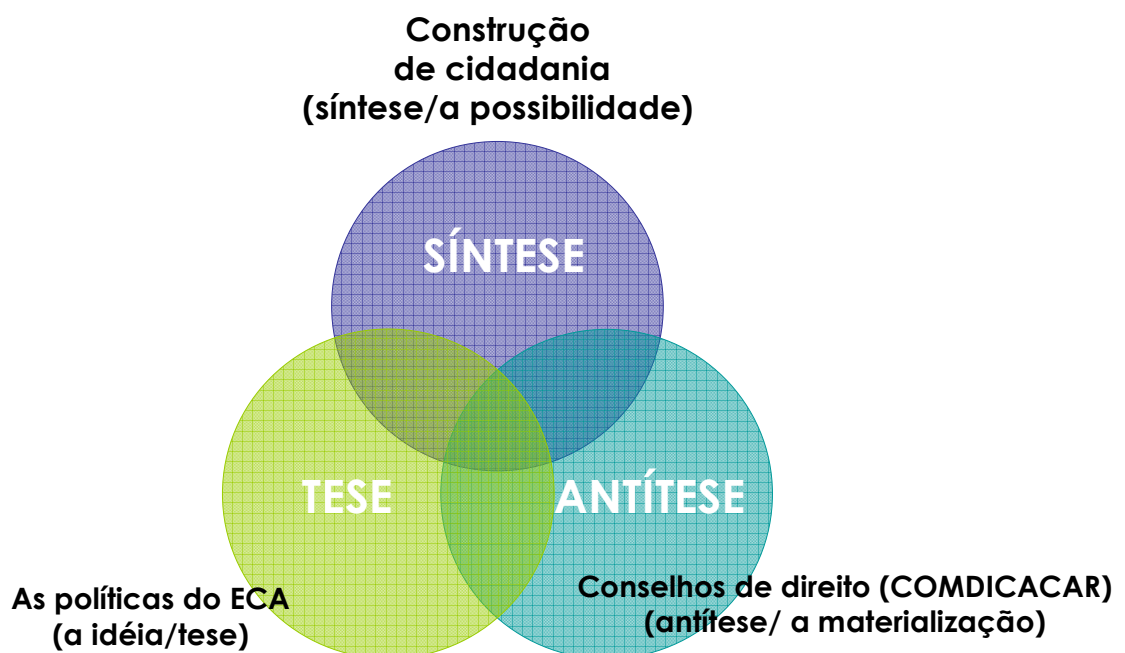 Construção
de cidadania
(síntese/a possibilidade)
SÍNTESE
TESE
ANTÍTESE
As políticas do ECA
(a idéia/tese)
Conselhos de direito (COMDICACAR)
(antítese/ a materialização)